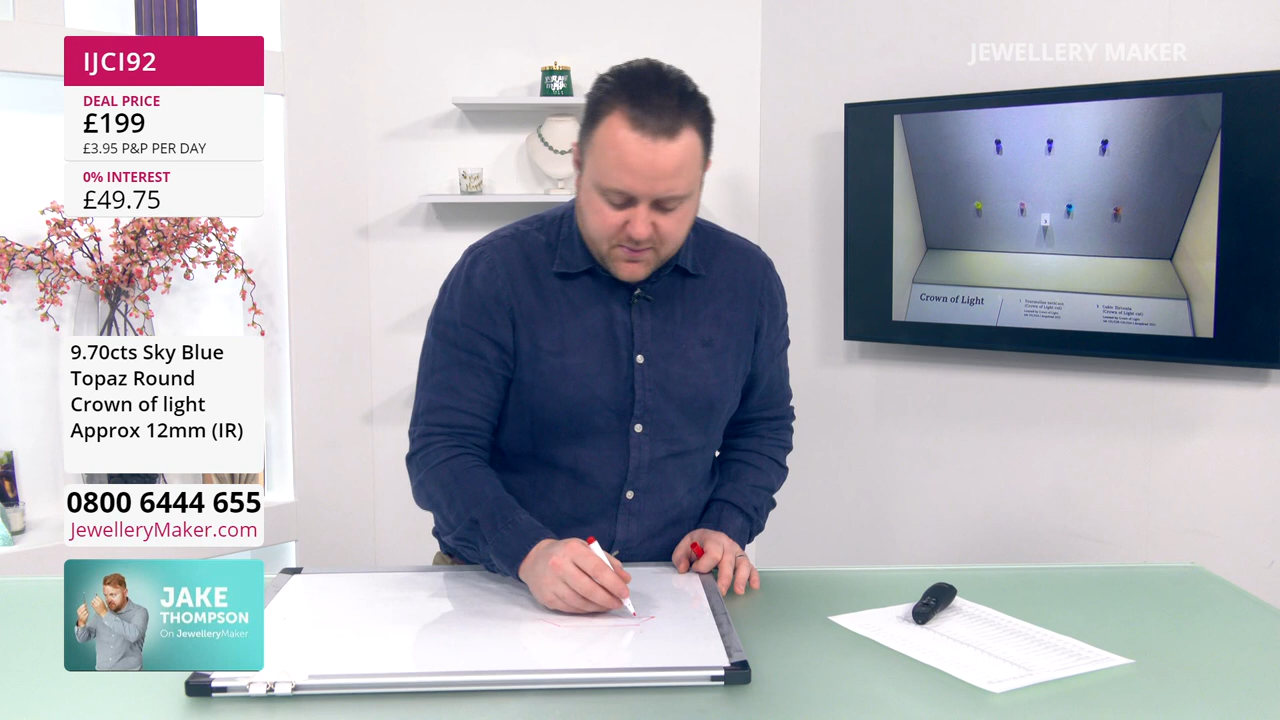 IJCI92
DEAL PRICE
£199
£3.95 P&P PER DAY
0% INTEREST
£49.75
9.70cts Sky Blue
Topaz Round
Crown of light
Approx 12mm (IR)
0800 6444 655
JewelleryMaker.com
JAKE
THOMPSON
On JewelleryMaker
JEWELLERY MAKER
Crown of Light